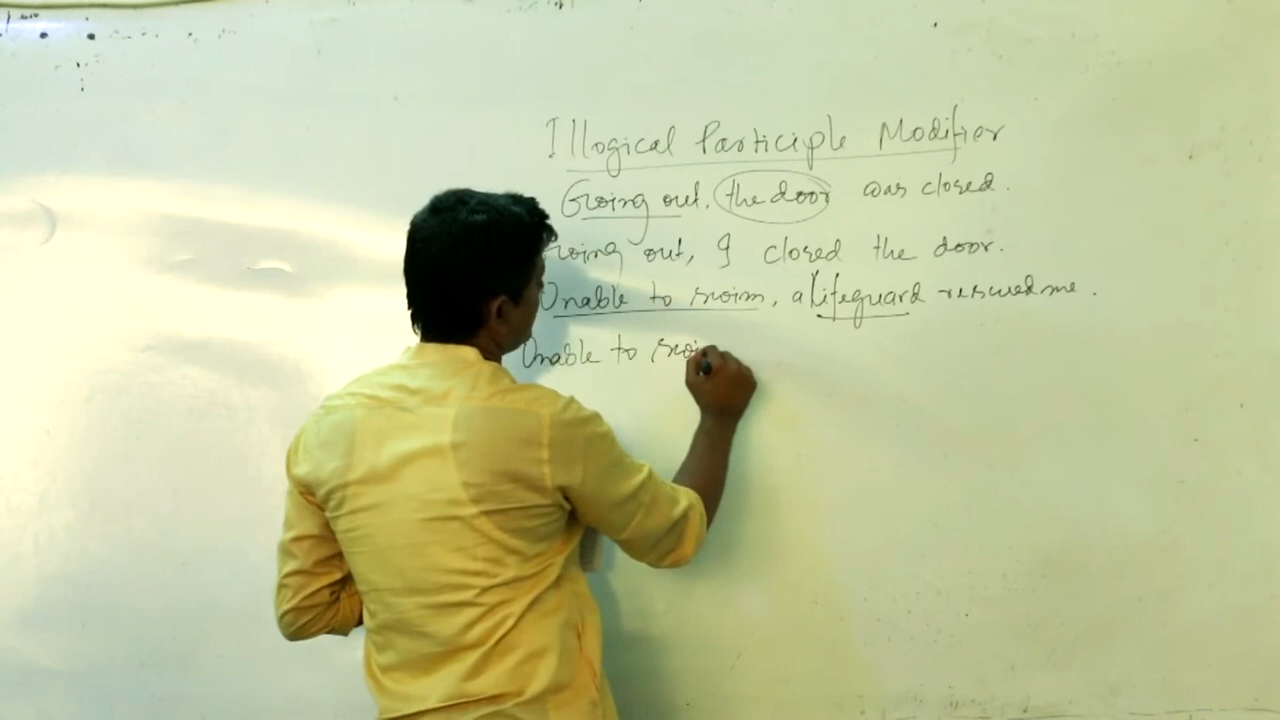 Illogical Participle Modifier
Going out, the door was closed.
Going out, I closed the door.
Unable to swim, a lifeguard rescued me.
Unable to swi